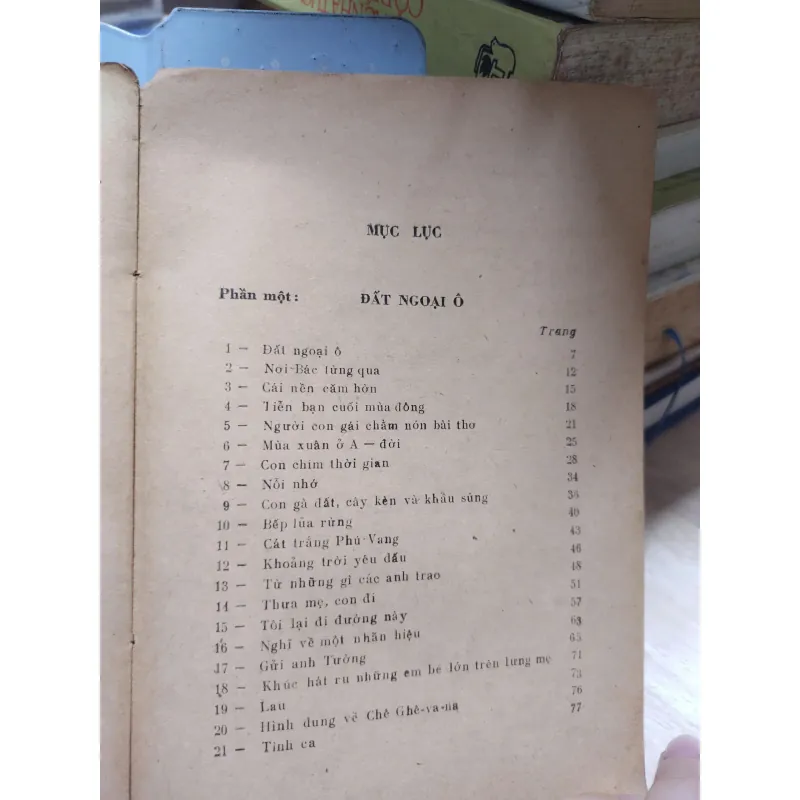 MỤC LỤC
Phần một: ĐẤT NGOẠI Ô
Trang
1 — Đất ngoại ô 7
2 — Nơi Bác từng qua 12
3 — Cái nền căm hờn 15
4 — Tiễn bạn cuối mùa đông 18
5 — Người con gái chằm nón bài thơ 21
6 — Mùa xuân ở A — đời 25
7 — Con chim thời gian 28
8 — Nỗi nhớ 34
9 — Con gà đất, cây kèn và khẩu súng 38
10 — Bếp lửa rừng 40
11 — Cát trắng Phú-Vang 43
12 — Khoảng trời yêu dấu 46
13 — Từ những gì các anh trao 48
14 — Thưa mẹ, con đi 51
15 — Tôi lại đi đường này 57
16 — Nghĩ về một nhãn hiệu 63
17 — Gửi anh Tưởng 65
18 — Khúc hát ru những em bé lớn trên lưng mẹ 71
19 — Lau 73
20 — Hình dung về Chê Ghê-va-na 76
21 — Tình ca 77